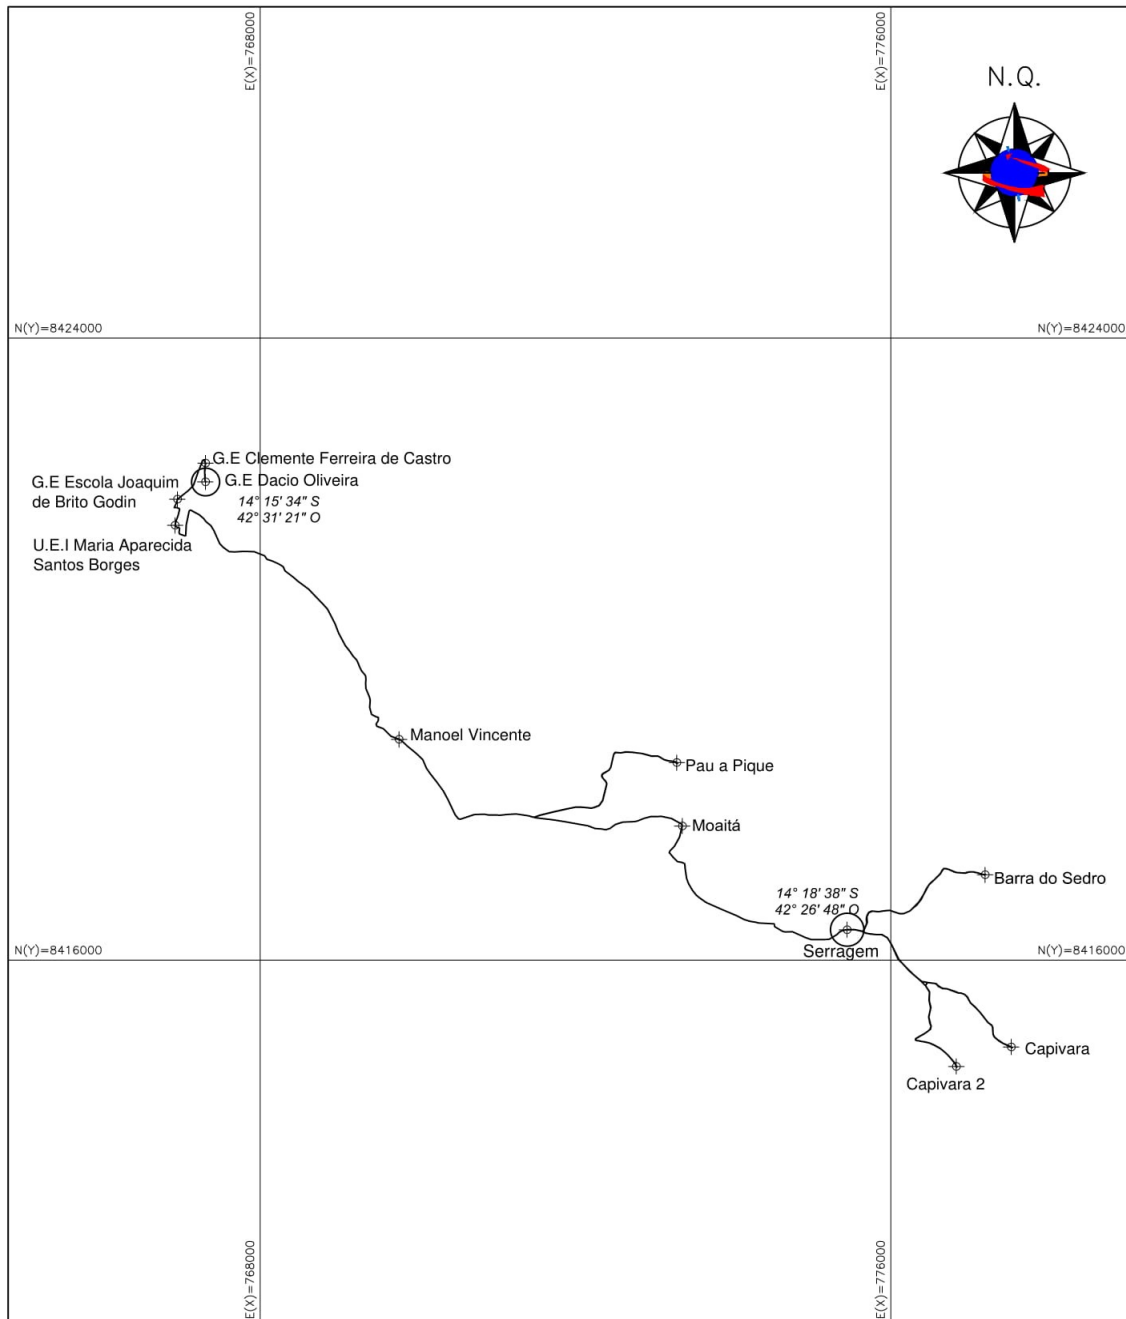 E(X)=768000
E(X)=776000
N.Q.
N(Y)=8424000
N(Y)=8424000
G.E Clemente Ferreira de Castro
G.E Dacio Oliveira
G.E Escola Joaquim
de Brito Godin
14° 15' 34" S
42° 31' 21" O
U.E.I Maria Aparecida
Santos Borges
Manoel Vincente
Pau a Pique
Moaitá
Barra do Sedro
14° 18' 38" S
42° 26' 48" O
Serragem
N(Y)=8416000
N(Y)=8416000
Capivara
Capivara 2
E(X)=768000
E(X)=776000